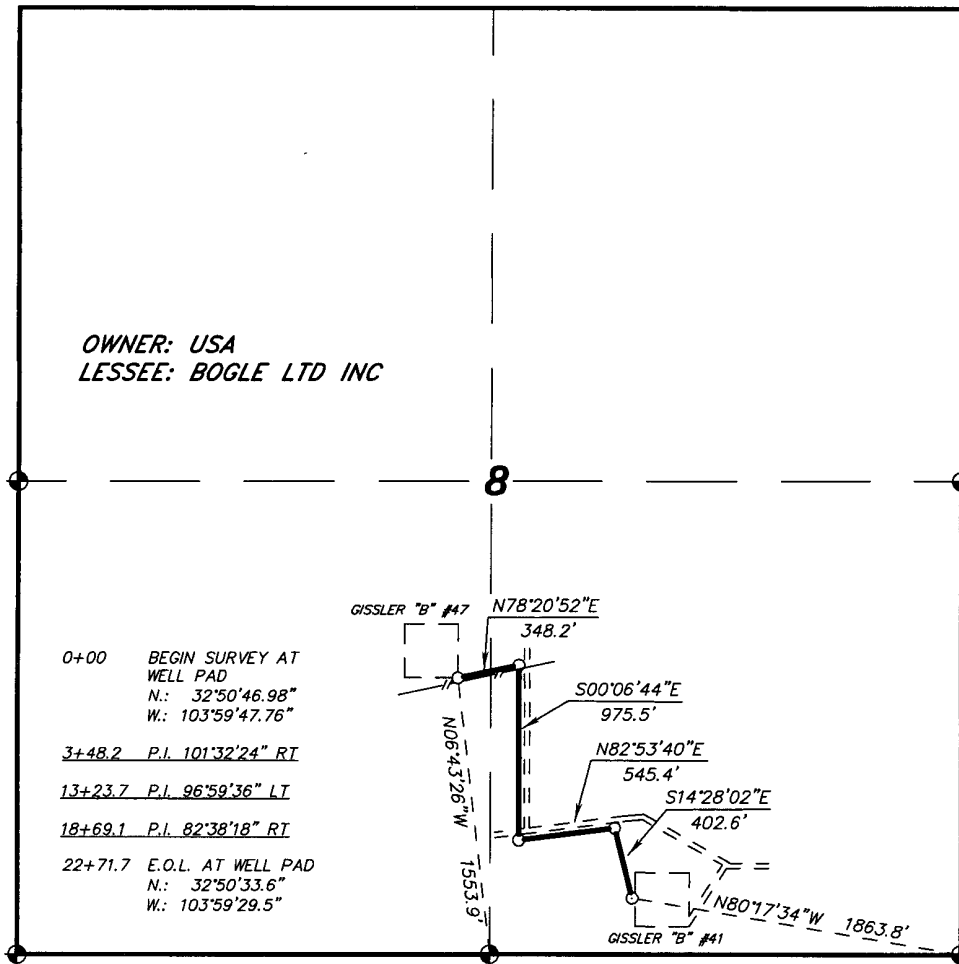 OWNER: USA
LESSEE: BOGLE LTD INC
8
GISSLER "B" #47
N78°20'52"E
348.2'
0+00 BEGIN SURVEY AT
WELL PAD
N.: 32°50'46.98"
W.: 103°59'47.76"
3+48.2 P.I. 101°32'24" RT
13+23.7 P.I. 96°59'36" LT
18+69.1 P.I. 82°38'18" RT
22+71.7 E.O.L. AT WELL PAD
N.: 32°50'33.6"
W.: 103°59'29.5"
S00°06'44"E
975.5'
N06°43'26"W 1553.9'
N82°53'40"E
545.4'
S14°28'02"E
402.6'
N80°17'34"W 1863.8'
GISSLER "B" #41